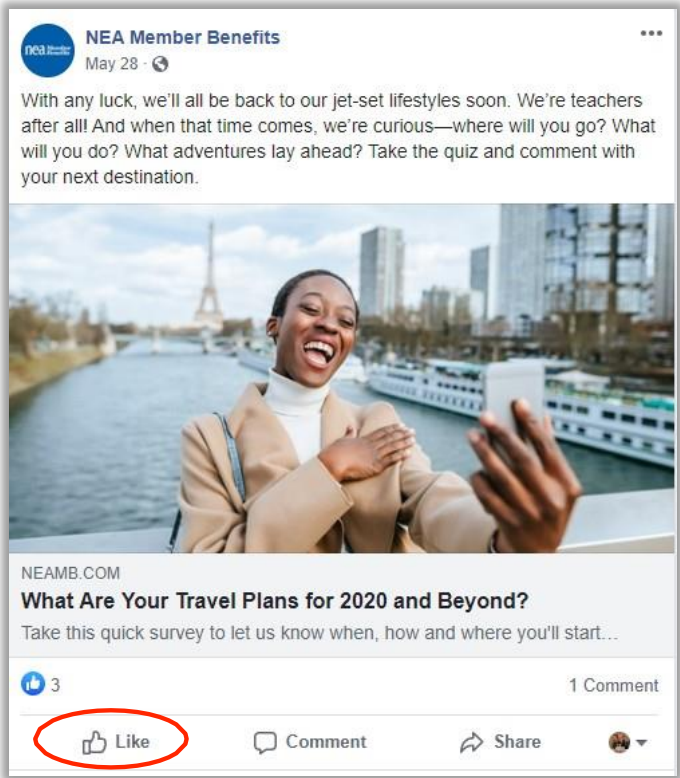 nea Member Benefits
NEA Member Benefits
May 28
With any luck, we'll all be back to our jet-set lifestyles soon. We're teachers
after all! And when that time comes, we're curious—where will you go? What
will you do? What adventures lay ahead? Take the quiz and comment with
your next destination.
NEAMB.COM
What Are Your Travel Plans for 2020 and Beyond?
Take this quick survey to let us know when, how and where you'll start...
3
1 Comment
Like
Comment
Share